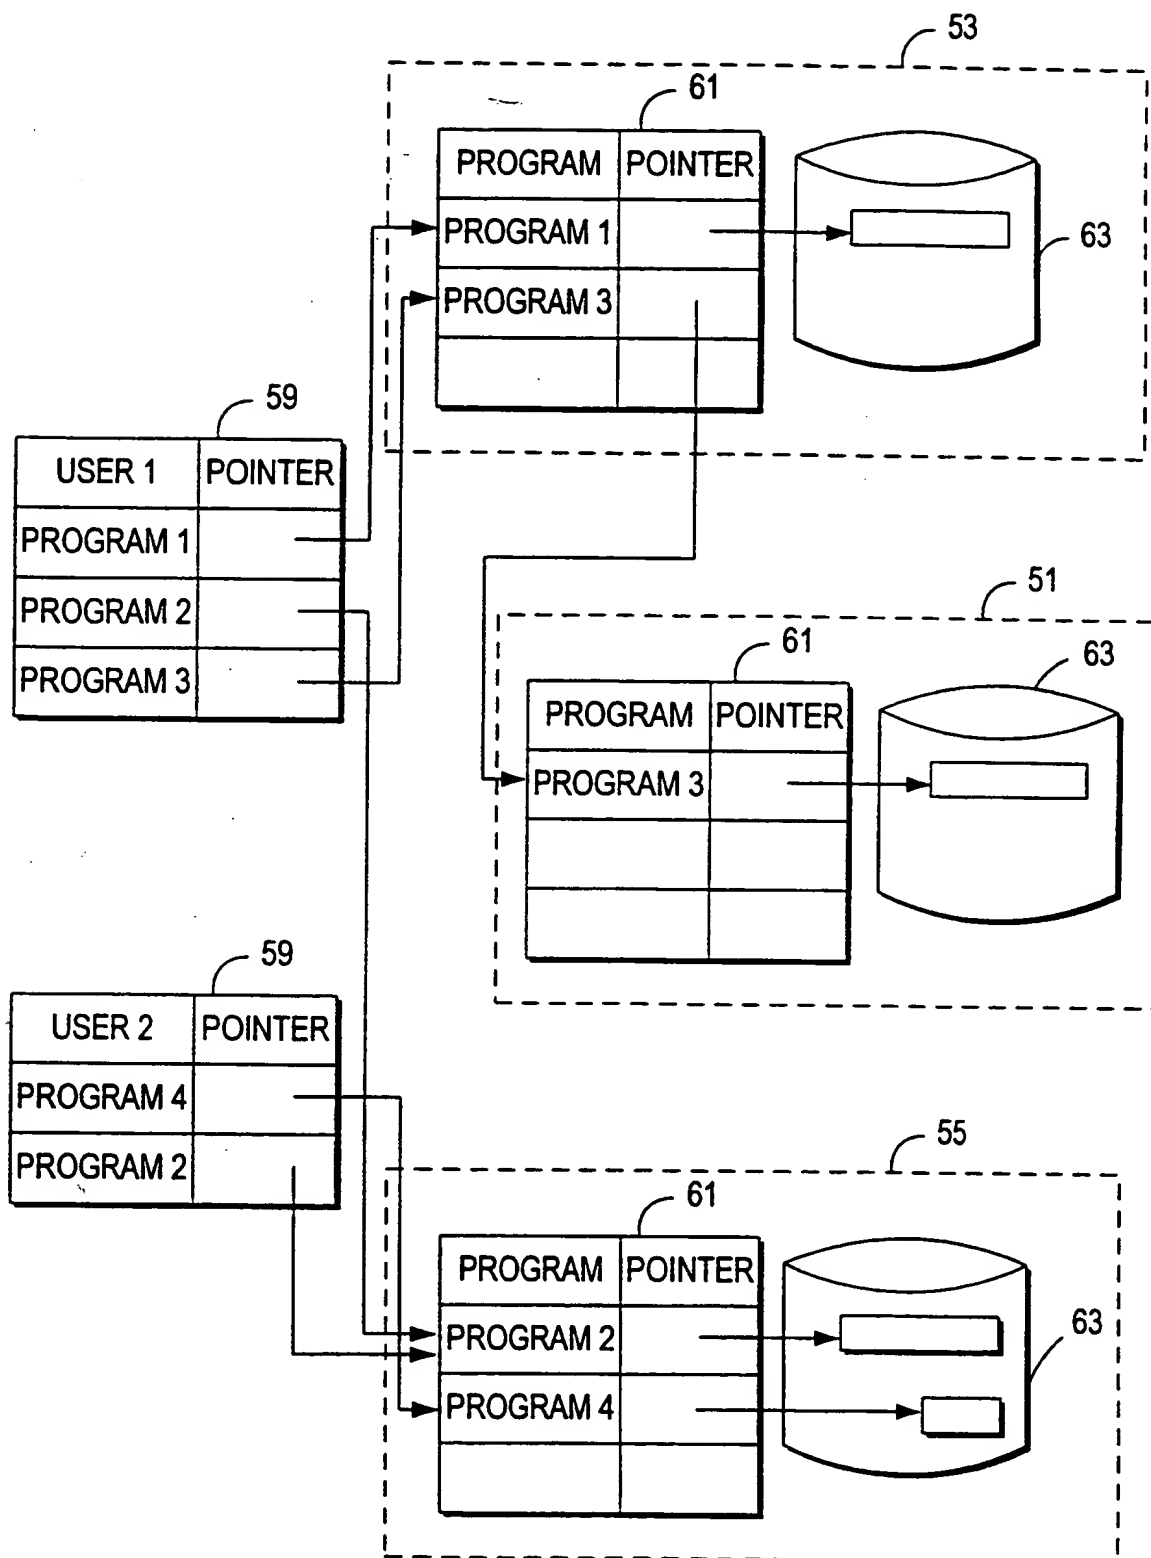 53
61
PROGRAM POINTER
PROGRAM 1
63
PROGRAM 3
59
USER 1 POINTER
PROGRAM 1
PROGRAM 2
PROGRAM 3
51
61
63
PROGRAM POINTER
PROGRAM 3
59
USER 2 POINTER
PROGRAM 4
PROGRAM 2
55
61
PROGRAM POINTER
PROGRAM 2
63
PROGRAM 4